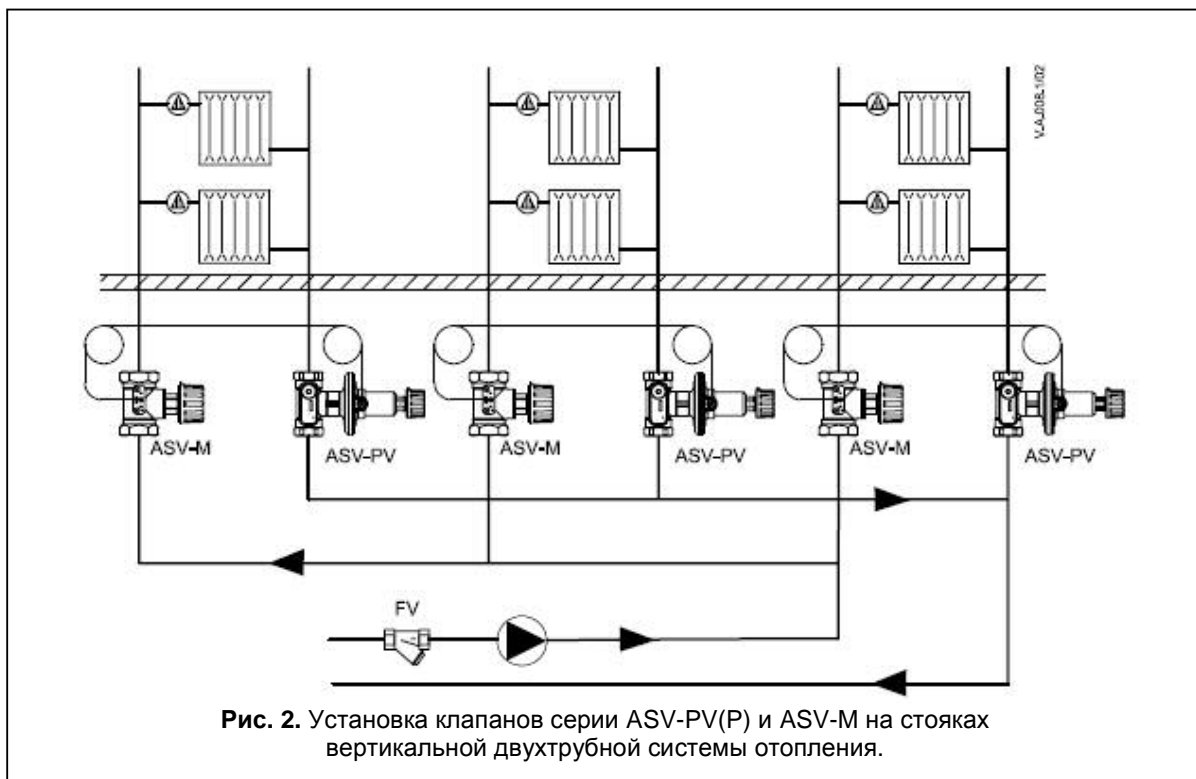 V.A.008.1/02
ASV-M
ASV-PV
ASV-M
ASV-PV
ASV-M
ASV-PV
FV
Рис. 2. Установка клапанов серии ASV-PV(P) и ASV-M на стояках
вертикальной двухтрубной системы отопления.